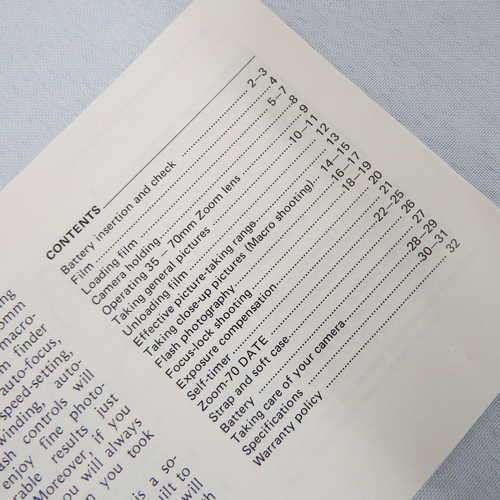 CONTENTS
Battery insertion and check 2–3
Film 4
Loading film 5–7
Camera holding 8
Operating 35 – 70mm Zoom lens 9
Taking general pictures 10–11
Unloading film 12
Effective picture-taking range 13
Taking close-up pictures (Macro shooting) 14–15
Flash photography 16–17
Focus-lock shooting 18–19
Exposure compensation 20
Self-timer 21
Zoom-70 DATE 22–25
Strap and soft case 26
Battery 27
Taking care of your camera 28–29
Specifications 30–31
Warranty policy 32
macro-
finder
auto-focus,
speed-setting,
winding, auto-
controls will
enjoy fine photo-
results just
Moreover if you
will always
you took
is a so-
to
will